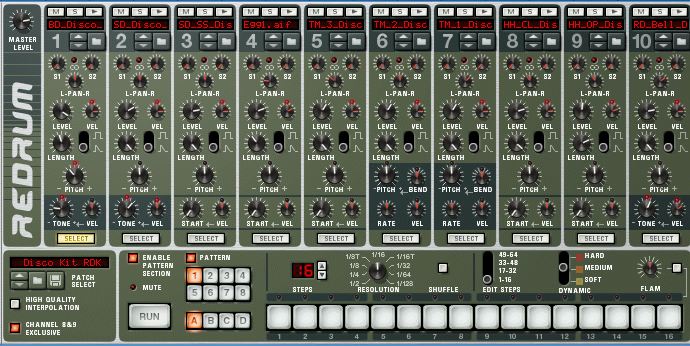 M S M S M S M S M S M S M S M S M S M S
MASTER LEVEL
BD_Disco_ SD_Disco_ SD_SS_Dis E991.aif TM_3_Disc TM_2_Disc TM_1_Disc HH_CL_Dis HH_OP_Dis RD_Bell_D
1 2 3 4 5 6 7 8 9 10
S1 S2 S1 S2 S1 S2 S1 S2 S1 S2 S1 S2 S1 S2 S1 S2 S1 S2 S1 S2
L-PAN-R L-PAN-R L-PAN-R L-PAN-R L-PAN-R L-PAN-R L-PAN-R L-PAN-R L-PAN-R L-PAN-R
LEVEL VEL LEVEL VEL LEVEL VEL LEVEL VEL LEVEL VEL LEVEL VEL LEVEL VEL LEVEL VEL LEVEL VEL LEVEL VEL
LENGTH LENGTH LENGTH LENGTH LENGTH LENGTH LENGTH LENGTH LENGTH LENGTH
- PITCH + - PITCH + - PITCH + - PITCH + - PITCH + -PITCH BEND -PITCH BEND - PITCH + - PITCH + - PITCH +
TONE VEL TONE VEL START VEL START VEL START VEL RATE VEL RATE VEL START VEL START VEL TONE VEL
SELECT SELECT SELECT SELECT SELECT SELECT SELECT SELECT SELECT SELECT
REDRUM
Disco Kit RDK
PATCH SELECT
HIGH QUALITY INTERPOLATION
CHANNEL 8&9 EXCLUSIVE
ENABLE PATTERN SECTION
MUTE
RUN
PATTERN
1 2 3 4
5 6 7 8
A B C D
16
STEPS
1/16
1/8T 1/16T
1/8 1/32
1/4 1/64
1/2 1/128
RESOLUTION
SHUFFLE
49-64
33-48
17-32
1-16
EDIT STEPS
HARD
MEDIUM
SOFT
DYNAMIC
FLAM
1 2 3 4 5 6 7 8 9 10 11 12 13 14 15 16